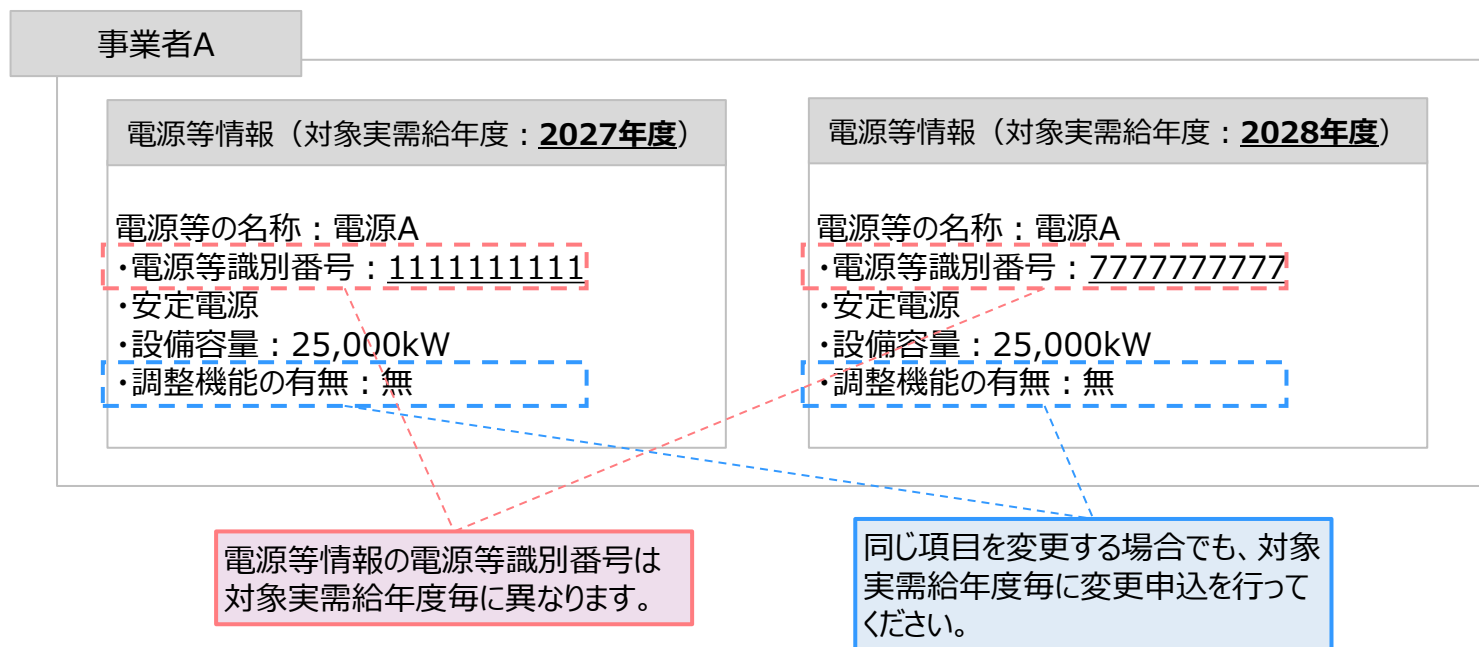 事業者A
電源等情報（対象実需給年度：2027年度）
電源等の名称：電源A
・電源等識別番号：1111111111
・安定電源
・設備容量：25,000kW
・調整機能の有無：無
電源等情報（対象実需給年度：2028年度）
電源等の名称：電源A
・電源等識別番号：7777777777
・安定電源
・設備容量：25,000kW
・調整機能の有無：無
電源等情報の電源等識別番号は
対象実需給年度毎に異なります。
同じ項目を変更する場合でも、対象
実需給年度毎に変更申込を行って
ください。